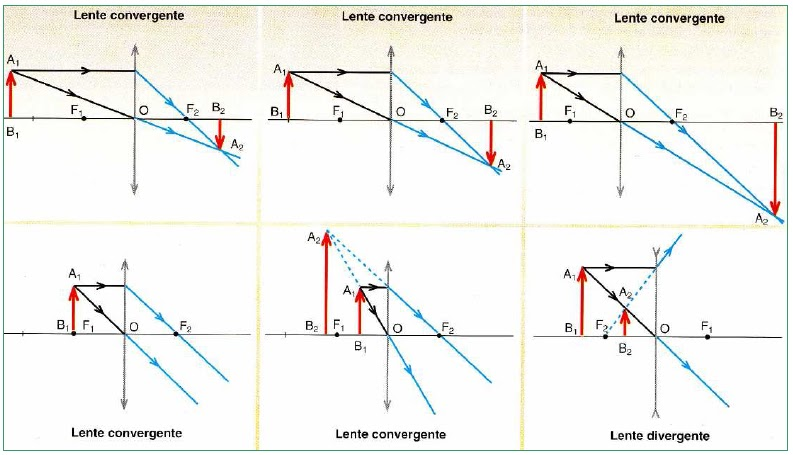 Lente convergente
A₁
F₁
O
F₂
B₂
B₁
A₂
Lente convergente
A₁
B₁
F₁
O
F₂
B₂
A₂
Lente convergente
A₁
B₁
F₁
O
F₂
B₂
A₂
A₁
B₁
F₁
O
F₂
Lente convergente
A₂
A₁
B₂
F₁
B₁
O
F₂
Lente convergente
A₁
A₂
B₁
F₂
B₂
O
F₁
Lente divergente